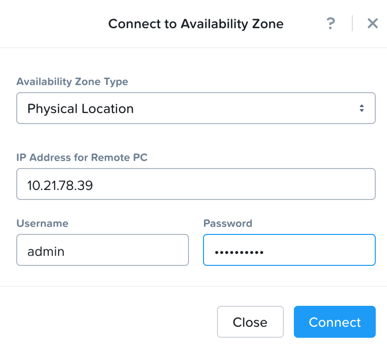 Connect to Availability Zone ?
Availability Zone Type
Physical Location
IP Address for Remote PC
10.21.78.39
Username Password
admin ••••••••••
Close Connect